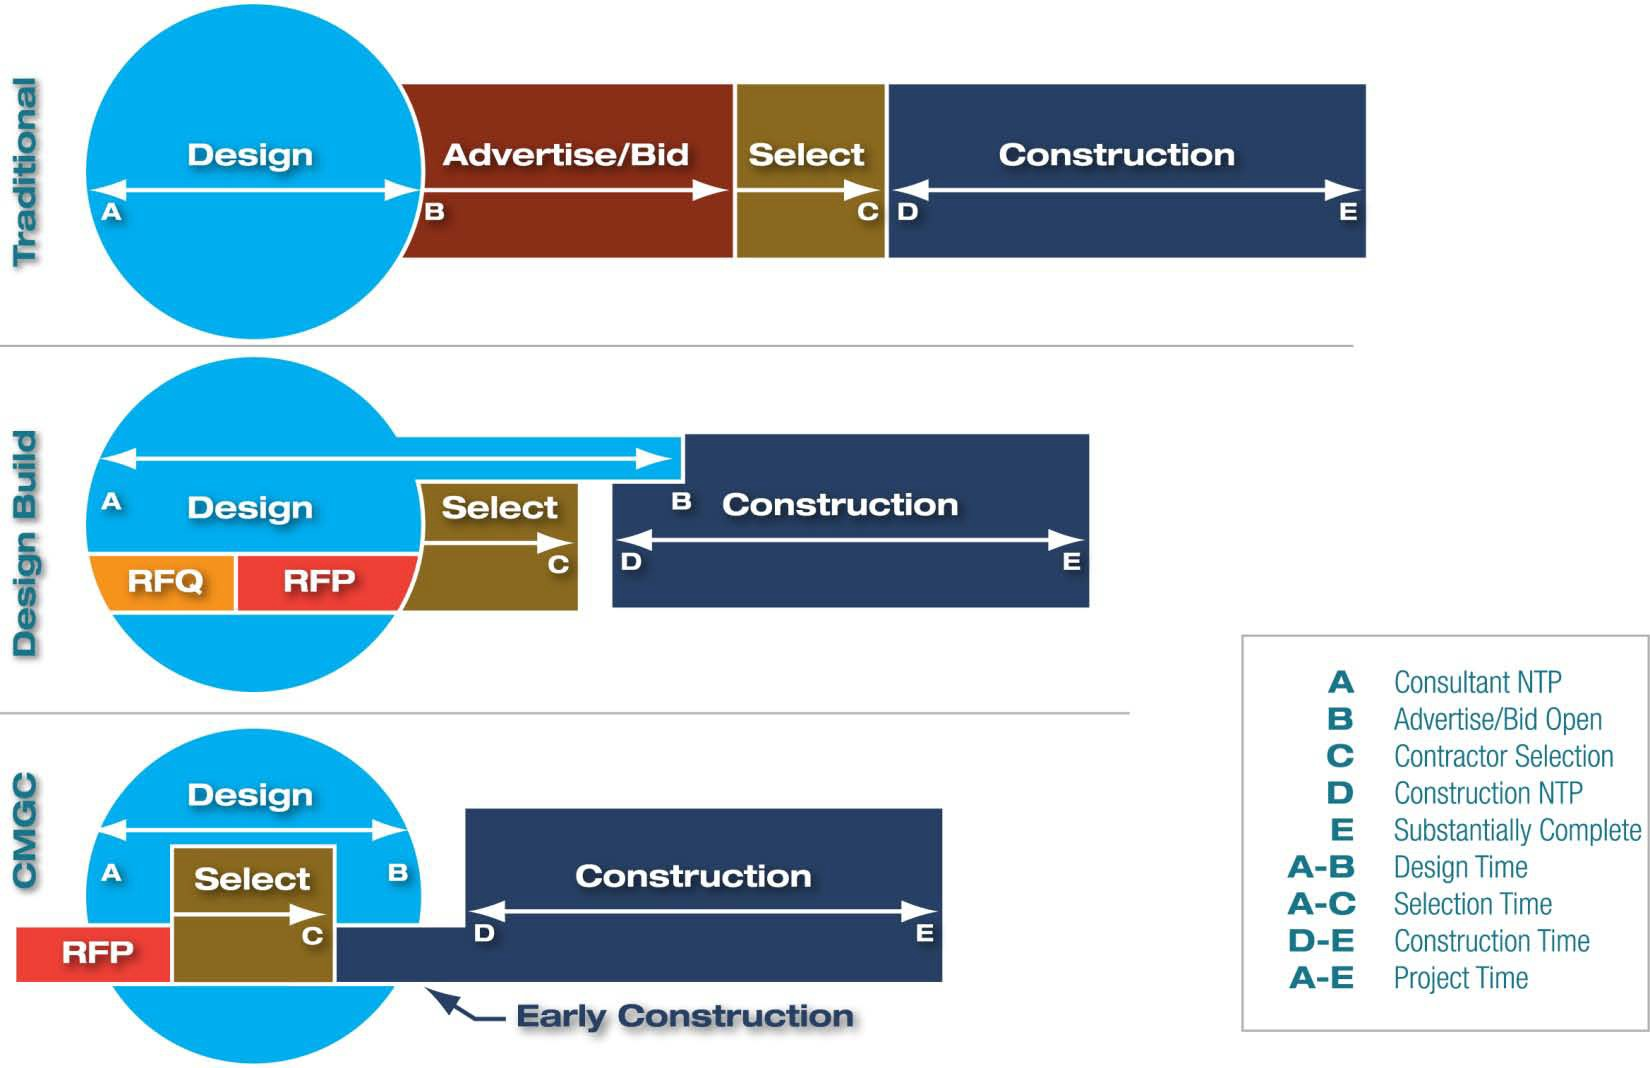 Traditional
Design
Advertise/Bid
Select
Construction
A
B
C
D
E
Design Build
A
Design
Select
B
Construction
C
D
E
RFQ
RFP
CMGC
Design
A
Select
B
Construction
C
D
E
RFP
Early Construction
A Consultant NTP
B Advertise/Bid Open
C Contractor Selection
D Construction NTP
E Substantially Complete
A-B Design Time
A-C Selection Time
D-E Construction Time
A-E Project Time